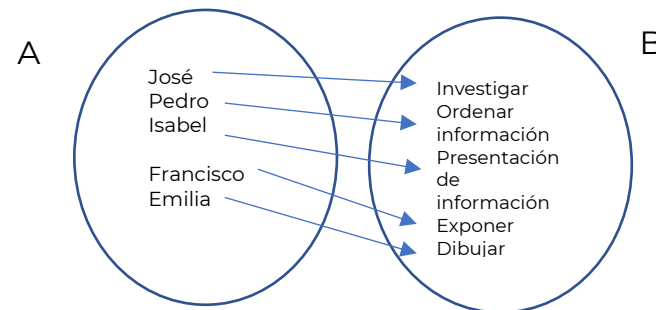 A
B
José
Pedro
Isabel
Francisco
Emilia
Investigar
Ordenar
información
Presentación
de
información
Exponer
Dibujar